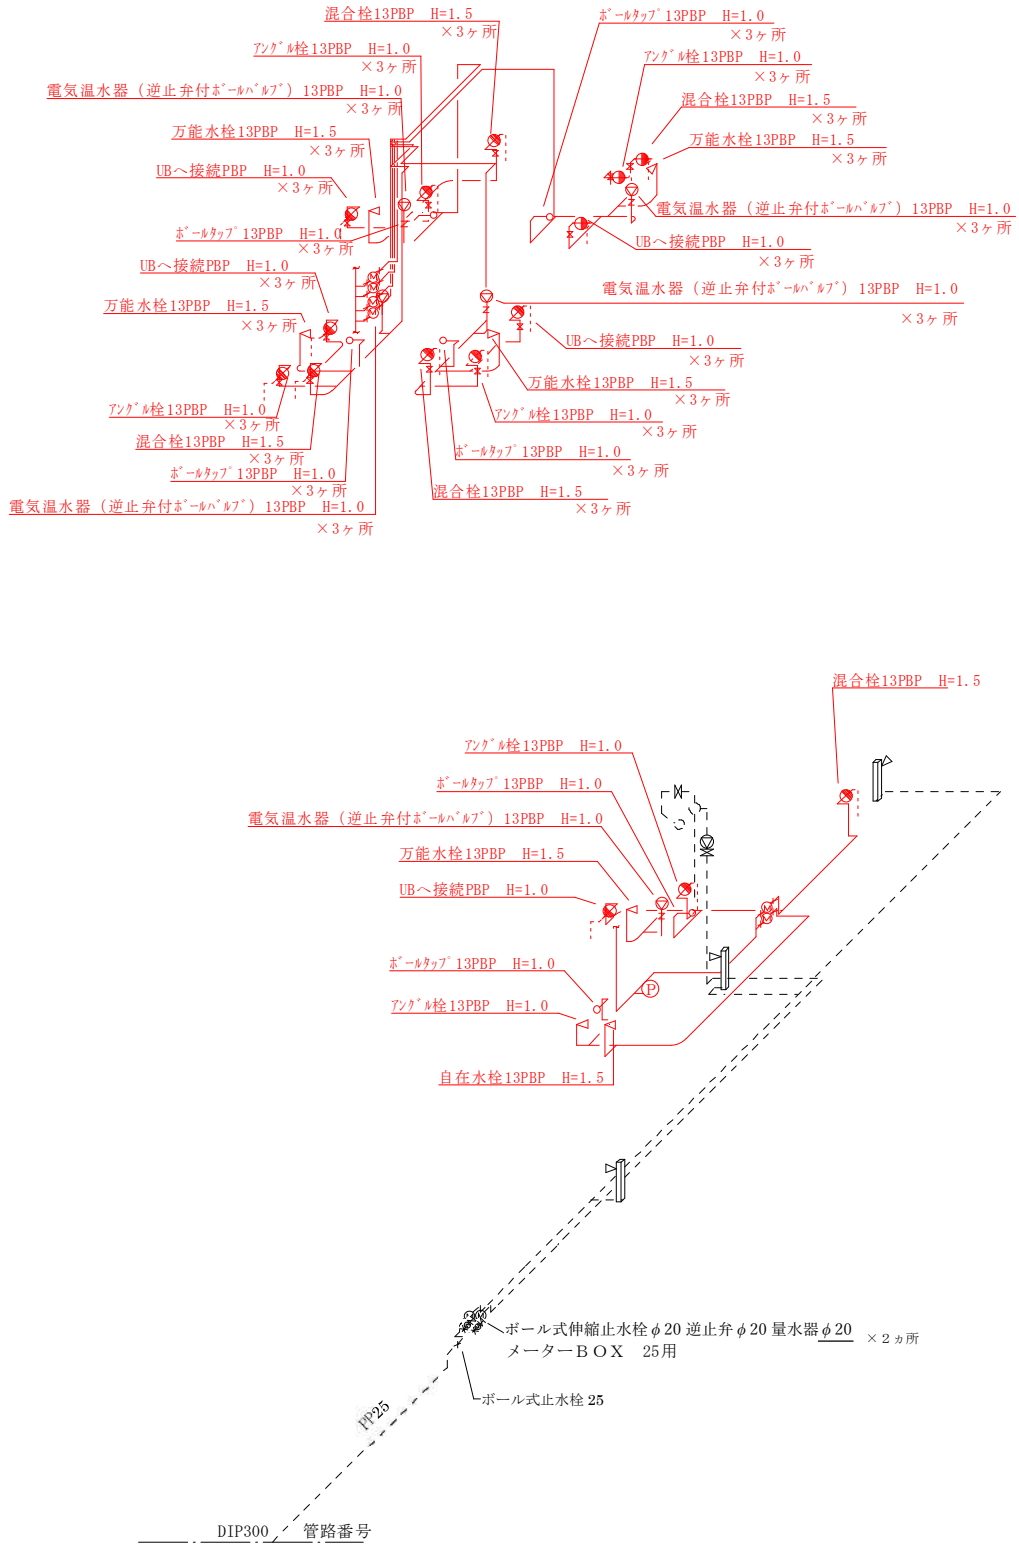 混合栓13PBP H=1.5
×3ヶ所
ボールタップ13PBP H=1.0
×3ヶ所
アングル栓13PBP H=1.0
×3ヶ所
アングル栓13PBP H=1.0
×3ヶ所
電気温水器（逆止弁付ボールバルブ）13PBP H=1.0
×3ヶ所
混合栓13PBP H=1.5
×3ヶ所
万能水栓13PBP H=1.5
×3ヶ所
万能水栓13PBP H=1.5
×3ヶ所
UBへ接続PBP H=1.0
×3ヶ所
電気温水器（逆止弁付ボールバルブ）13PBP H=1.0
×3ヶ所
ボールタップ13PBP H=1.0
×3ヶ所
UBへ接続PBP H=1.0
×3ヶ所
UBへ接続PBP H=1.0
×3ヶ所
電気温水器（逆止弁付ボールバルブ）13PBP H=1.0
×3ヶ所
万能水栓13PBP H=1.5
×3ヶ所
UBへ接続PBP H=1.0
×3ヶ所
万能水栓13PBP H=1.5
×3ヶ所
アングル栓13PBP H=1.0
×3ヶ所
アングル栓13PBP H=1.0
×3ヶ所
混合栓13PBP H=1.5
×3ヶ所
ボールタップ13PBP H=1.0
×3ヶ所
ボールタップ13PBP H=1.0
×3ヶ所
混合栓13PBP H=1.5
×3ヶ所
電気温水器（逆止弁付ボールバルブ）13PBP H=1.0
×3ヶ所
M
M
M
M
混合栓13PBP H=1.5
アングル栓13PBP H=1.0
ボールタップ13PBP H=1.0
電気温水器（逆止弁付ボールバルブ）13PBP H=1.0
万能水栓13PBP H=1.5
UBへ接続PBP H=1.0
M
M
ボールタップ13PBP H=1.0
P
アングル栓13PBP H=1.0
自在水栓13PBP H=1.5
ボール式伸縮止水栓φ20 逆止弁φ20 量水器φ20 ×2ヵ所
メーターBOX 25用
ボール式止水栓 25
PP25
DIP300 管路番号